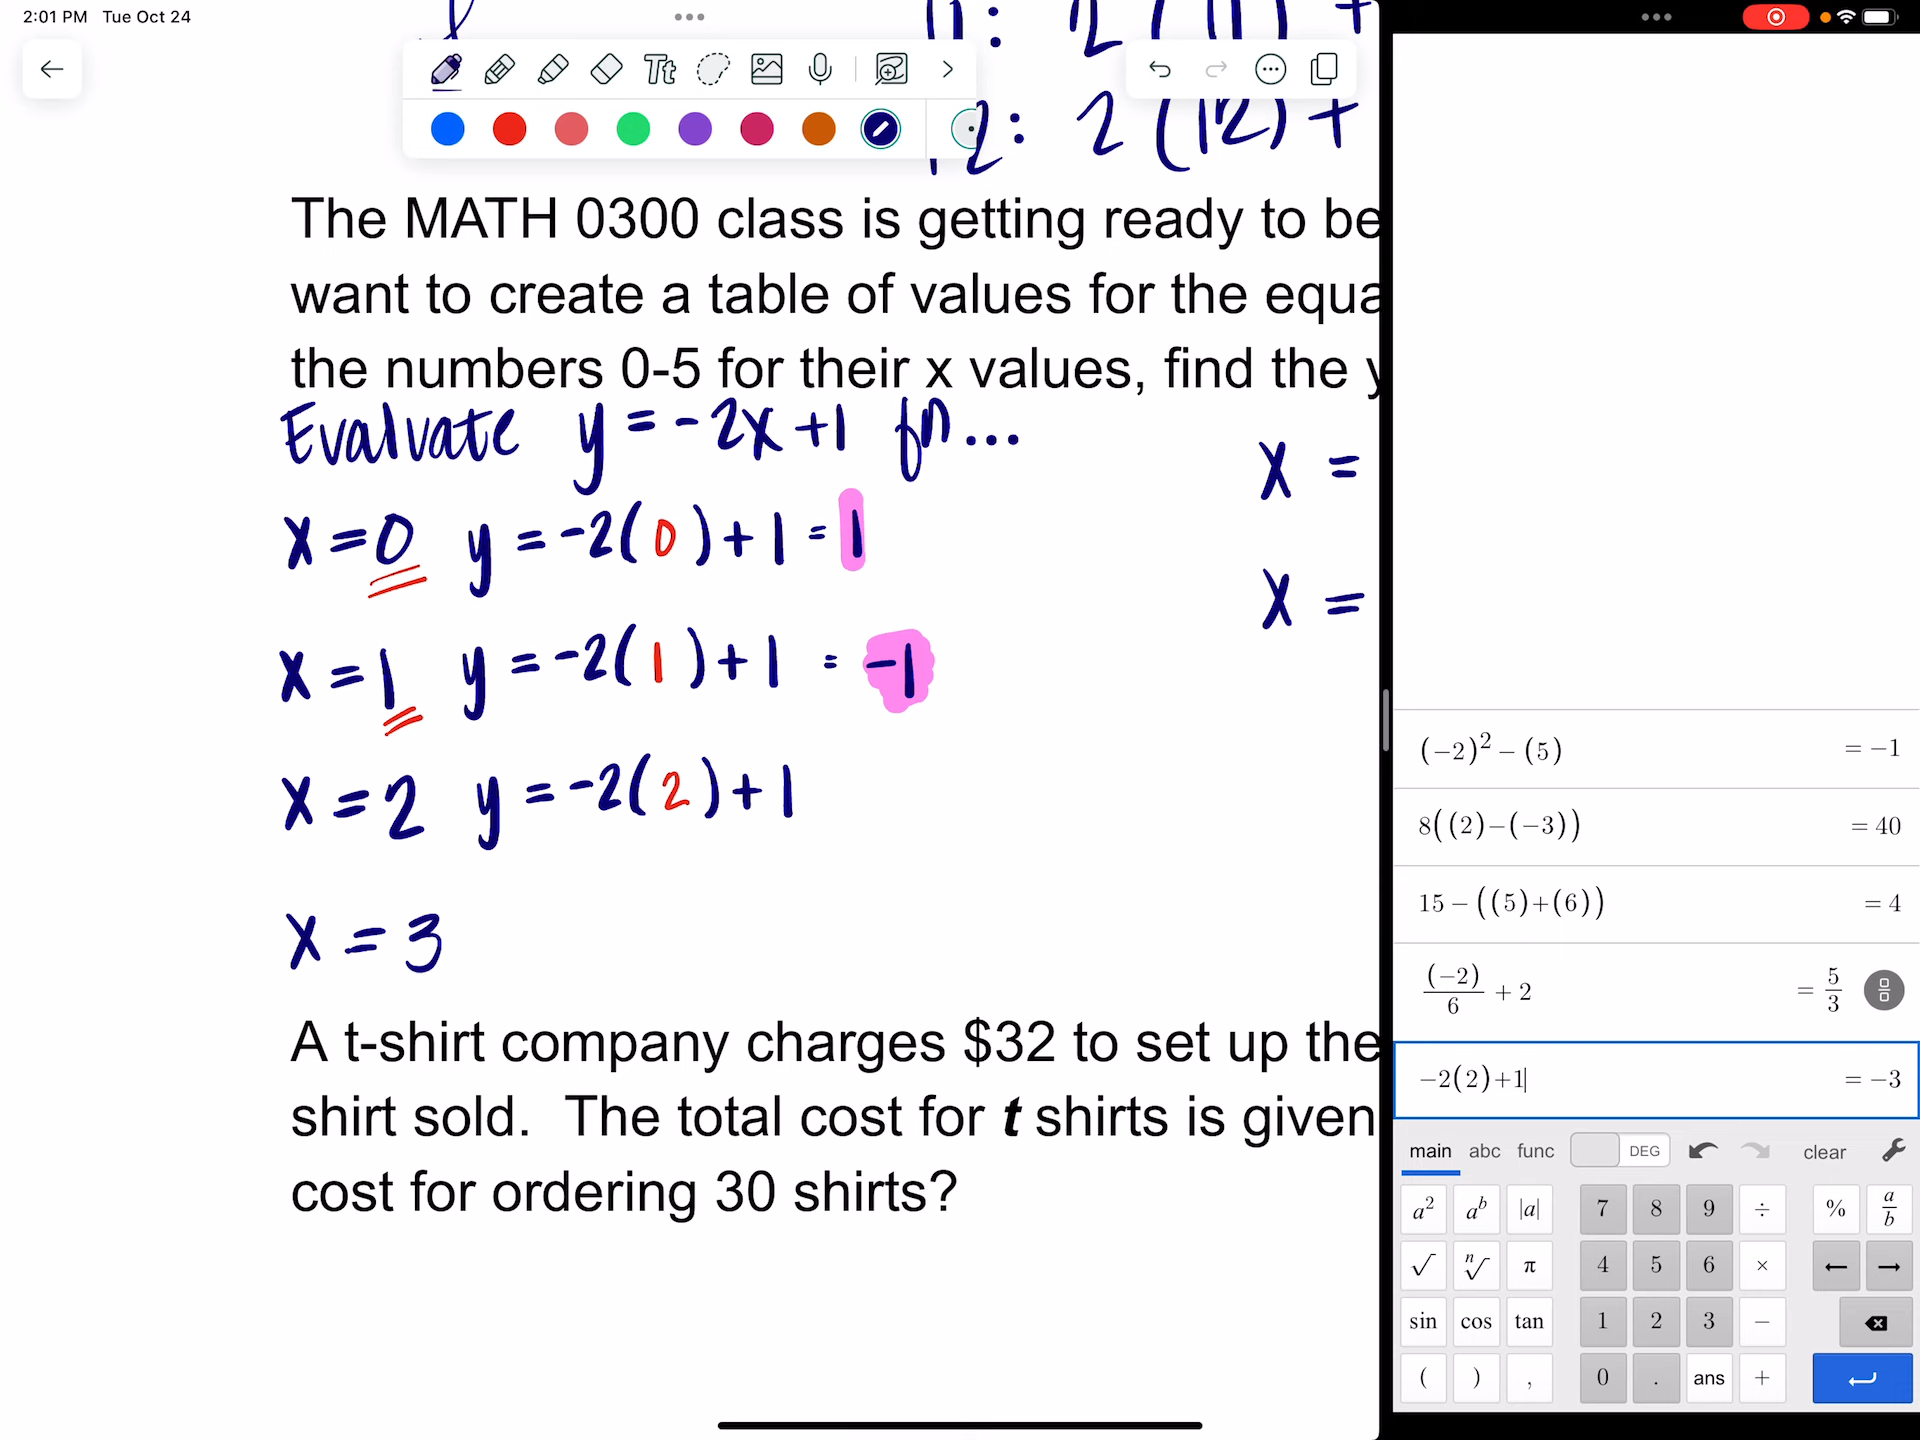 2:01 PM Tue Oct 24
11: 2 (11) +
Tt
12: 2 (12) +
The MATH 0300 class is getting ready to be
want to create a table of values for the equa
the numbers 0-5 for their x values, find the y
Evaluate y = -2x +1 for...
x =
x = 0 y = -2( 0 ) + 1 = 1
x =
x = 1 y = -2( 1 ) + 1 = -1
x = 2 y = -2( 2 ) + 1
x = 3
A t-shirt company charges $32 to set up the
shirt sold. The total cost for t shirts is given
cost for ordering 30 shirts?
(−2)² − (5) = −1
8((2)−(−3)) = 40
15 − ((5)+(6)) = 4
(−2)/6 + 2 = 5/3
−2(2)+1 = −3
main abc func DEG clear
a² aᵇ |a| 7 8 9 ÷ % a/b
√ ⁿ√ π 4 5 6 × ← →
sin cos tan 1 2 3 −
( ) , 0 . ans +